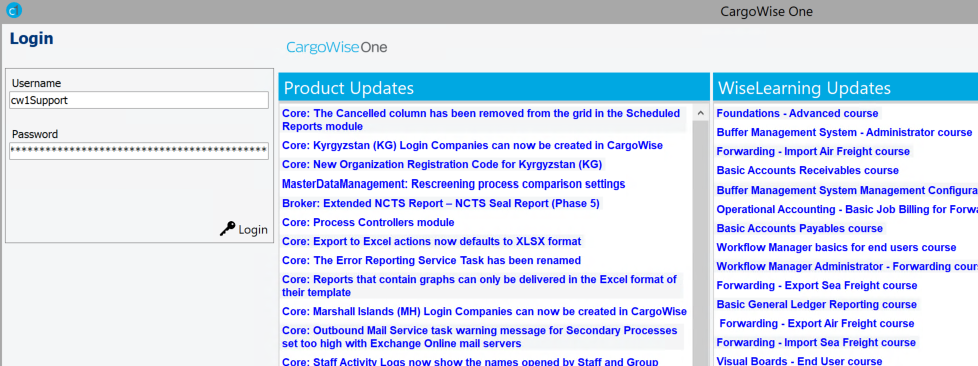 CargoWise One
Login
CargoWiseOne
Username
cw1Support
Password
****************************************
Login
Product Updates
Core: The Cancelled column has been removed from the grid in the Scheduled
Reports module
Core: Kyrgyzstan (KG) Login Companies can now be created in CargoWise
Core: New Organization Registration Code for Kyrgyzstan (KG)
MasterDataManagement: Rescreening process comparison settings
Broker: Extended NCTS Report – NCTS Seal Report (Phase 5)
Core: Process Controllers module
Core: Export to Excel actions now defaults to XLSX format
Core: The Error Reporting Service Task has been renamed
Core: Reports that contain graphs can only be delivered in the Excel format of
their template
Core: Marshall Islands (MH) Login Companies can now be created in CargoWise
Core: Outbound Mail Service task warning message for Secondary Processes
set too high with Exchange Online mail servers
Core: Staff Activity Logs now show the names opened by Staff and Group
WiseLearning Updates
Foundations - Advanced course
Buffer Management System - Administrator course
Forwarding - Import Air Freight course
Basic Accounts Receivables course
Buffer Management System Management Configura
Operational Accounting - Basic Job Billing for Forwa
Basic Accounts Payables course
Workflow Manager basics for end users course
Workflow Manager Administrator - Forwarding cours
Forwarding - Export Sea Freight course
Basic General Ledger Reporting course
Forwarding - Export Air Freight course
Forwarding - Import Sea Freight course
Visual Boards - End User course